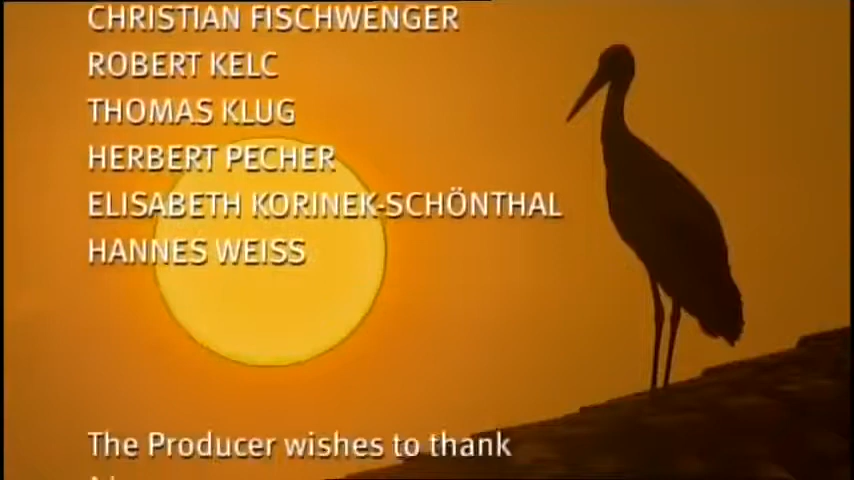 CHRISTIAN FISCHWENGER
ROBERT KELC
THOMAS KLUG
HERBERT PECHER
ELISABETH KORINEK-SCHÖNTHAL
HANNES WEISS
The Producer wishes to thank